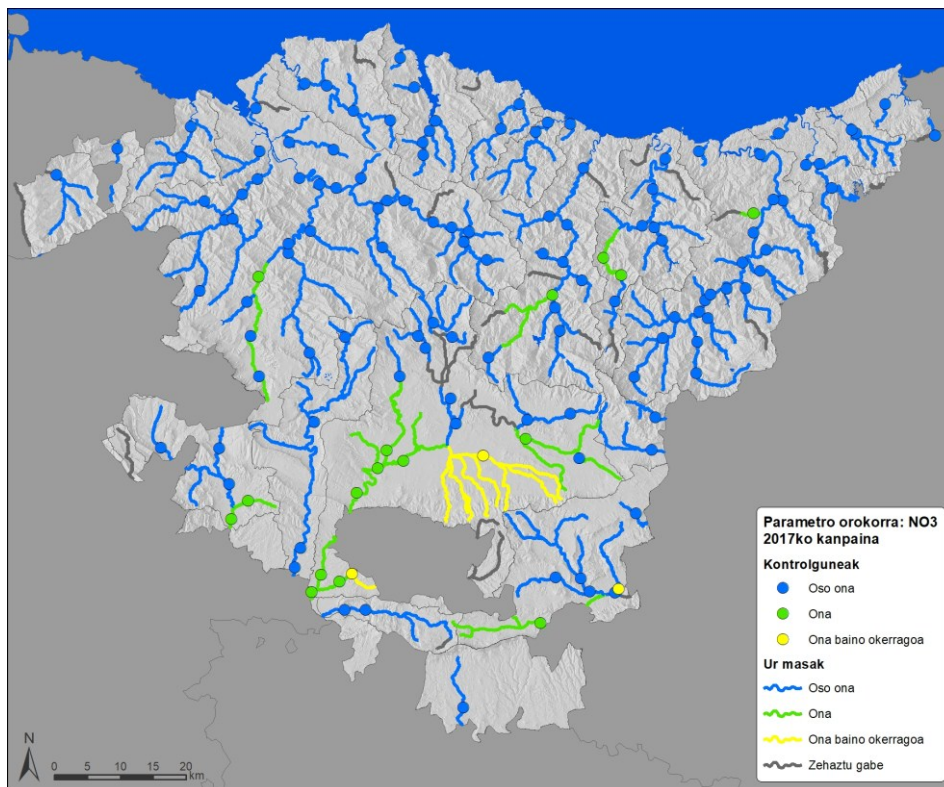 Parametro orokorra: NO3
2017ko kanpaina
Kontrolguneak
Oso ona
Ona
Ona baino okerragoa
Ur masak
Oso ona
Ona
Ona baino okerragoa
Zehaztu gabe
N
0 5 10 15 20
km